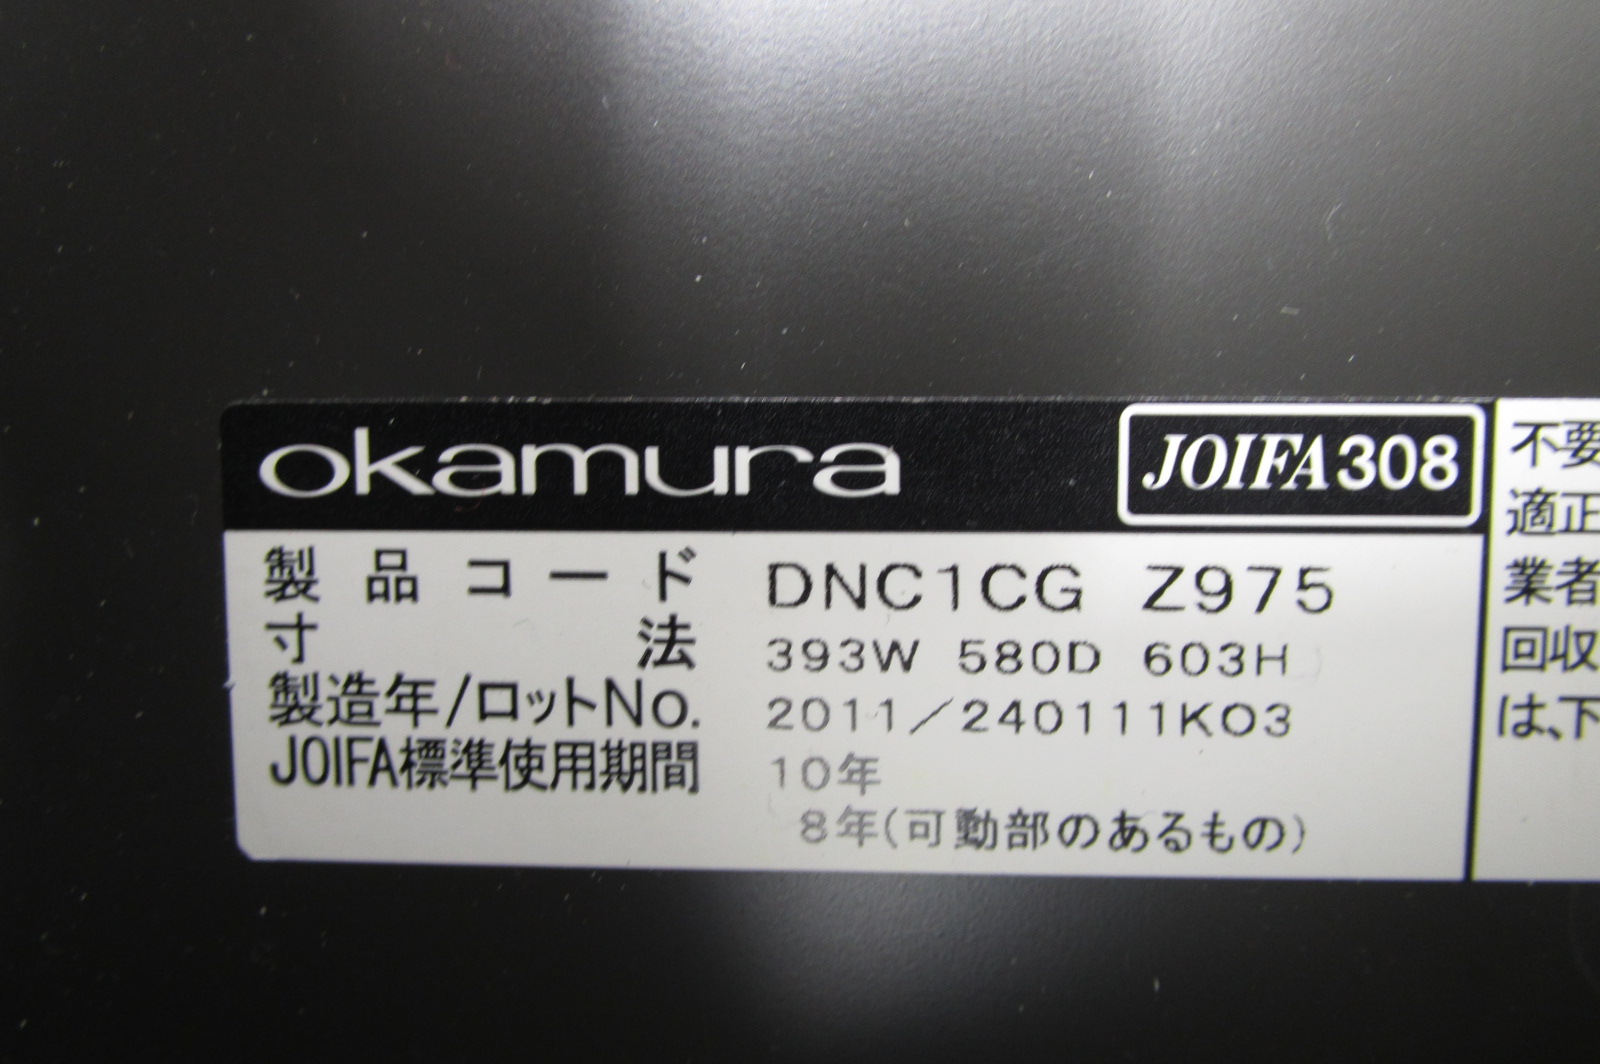 okamura
JOIFA308
製品コード DNC1CG Z975
寸法 393W 580D 603H
製造年/ロットNo. 2011/240111K03
JOIFA標準使用期間 10年
8年(可動部のあるもの)
不要
適正
業者
回収
は、下